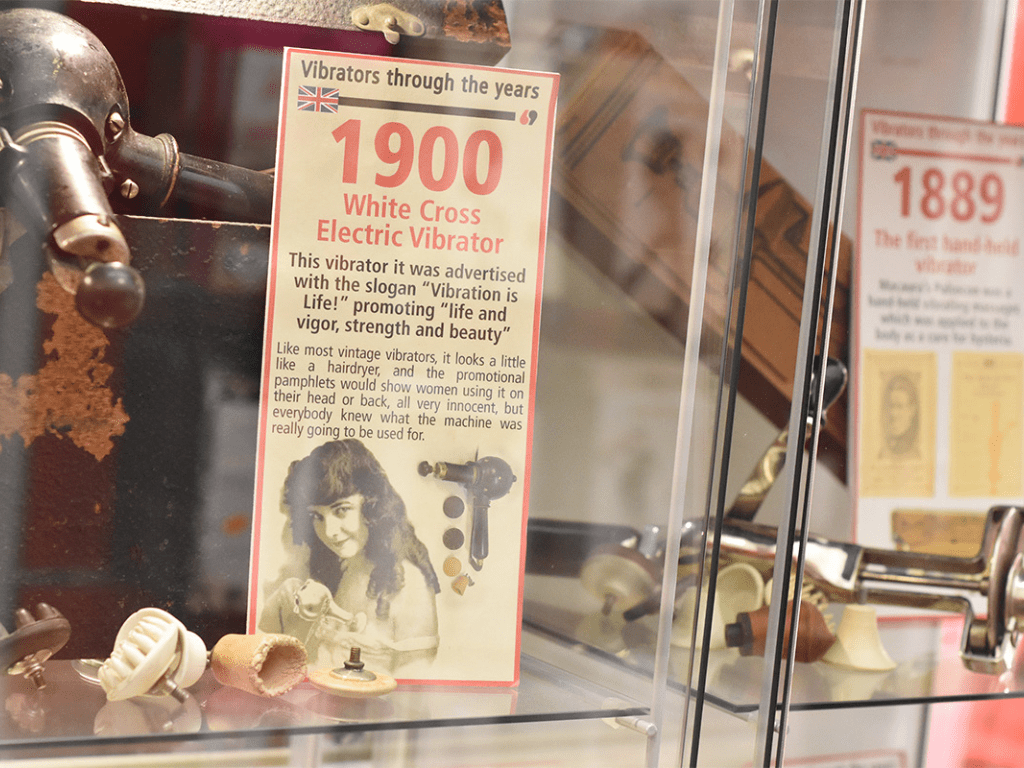 Vibrators through the years
1900
White Cross
Electric Vibrator
This vibrator it was advertised
with the slogan “Vibration is
Life!” promoting “life and
vigor, strength and beauty”
Like most vintage vibrators, it looks a little
like a hairdryer, and the promotional
pamphlets would show women using it on
their head or back, all very innocent, but
everybody knew what the machine was
really going to be used for.
Vibrators through the years
1889
The first hand-held
vibrator
Macaura's Pulsocon was a
hand-held vibrating massager,
which was applied to the
body as a cure for hysteria.